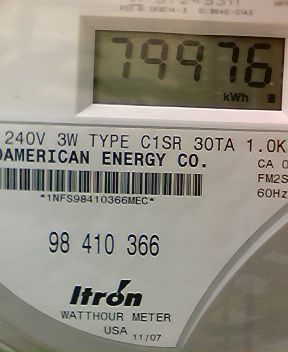 79976
kWh
240V 3W TYPE C1SR 30TA 1.0K
AMERICAN ENERGY CO.
CA 0
FM2S
60Hz
*1NFS98410366MEC*
98 410 366
Itron
WATTHOUR METER
USA 11/07